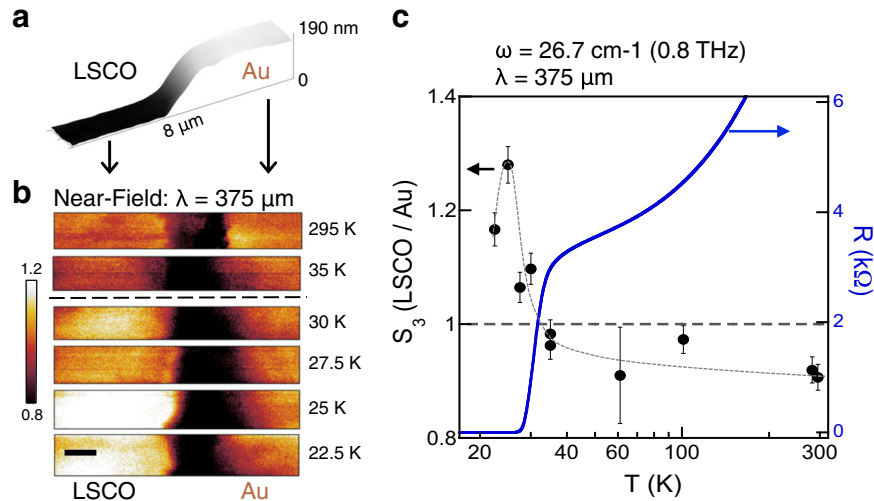 a
190 nm
LSCO
Au
0
8 μm
b
Near-Field: λ = 375 μm
295 K
35 K
1.2
30 K
27.5 K
25 K
0.8
22.5 K
LSCO
Au
c
ω = 26.7 cm-1 (0.8 THz)
λ = 375 μm
1.4
6
1.2
4
S3 (LSCO / Au)
R (kΩ)
1
2
0.8
0
20
40
60
100
300
T (K)